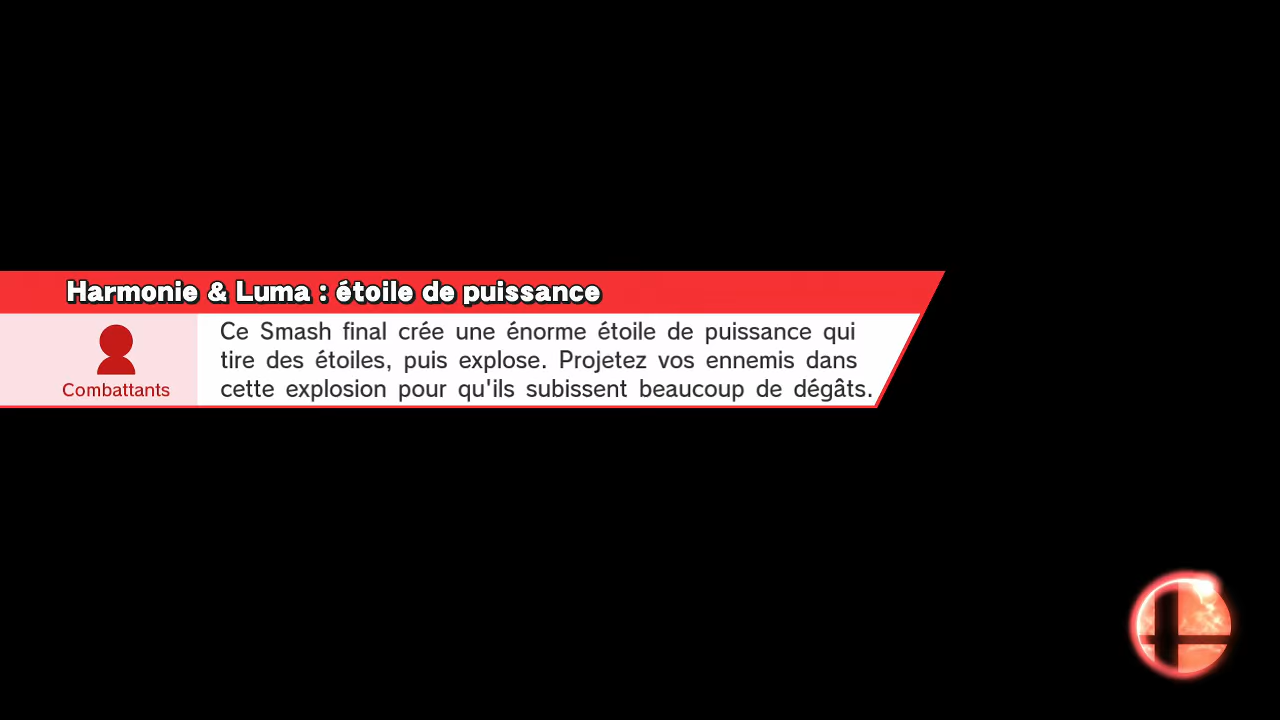 Harmonie & Luma : étoile de puissance
Ce Smash final crée une énorme étoile de puissance qui
tire des étoiles, puis explose. Projetez vos ennemis dans
cette explosion pour qu'ils subissent beaucoup de dégâts.
Combattants